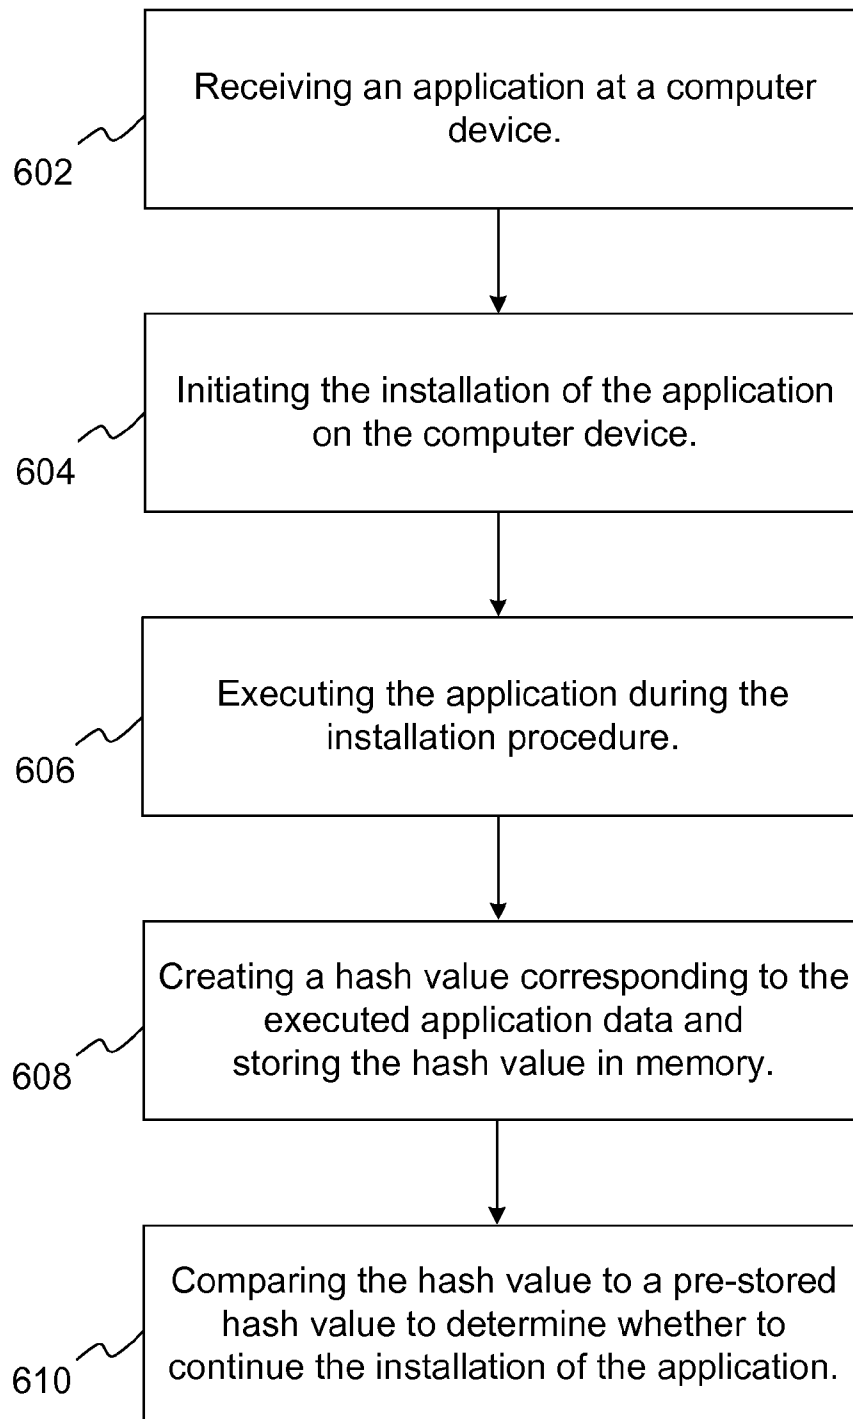 Receiving an application at a computer
device.
602
Initiating the installation of the application
on the computer device.
604
Executing the application during the
installation procedure.
606
Creating a hash value corresponding to the
executed application data and
storing the hash value in memory.
608
Comparing the hash value to a pre-stored
hash value to determine whether to
continue the installation of the application.
610